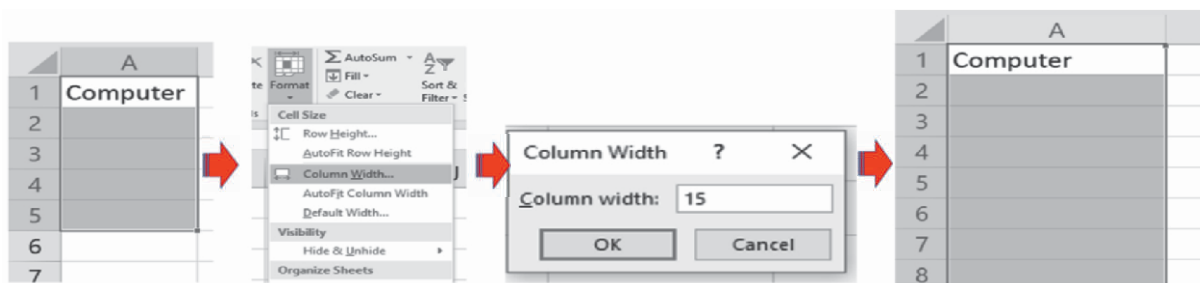 A
1 Computer
2
3
4
5
6
7
te Format
AutoSum
Fill
Clear
Sort &
Filter
ls
Cell Size
Row Height...
AutoFit Row Height
Column Width...
AutoFit Column Width
Default Width...
Visibility
Hide & Unhide
Organize Sheets
Column Width ?
Column width: 15
OK Cancel
A
1 Computer
2
3
4
5
6
7
8